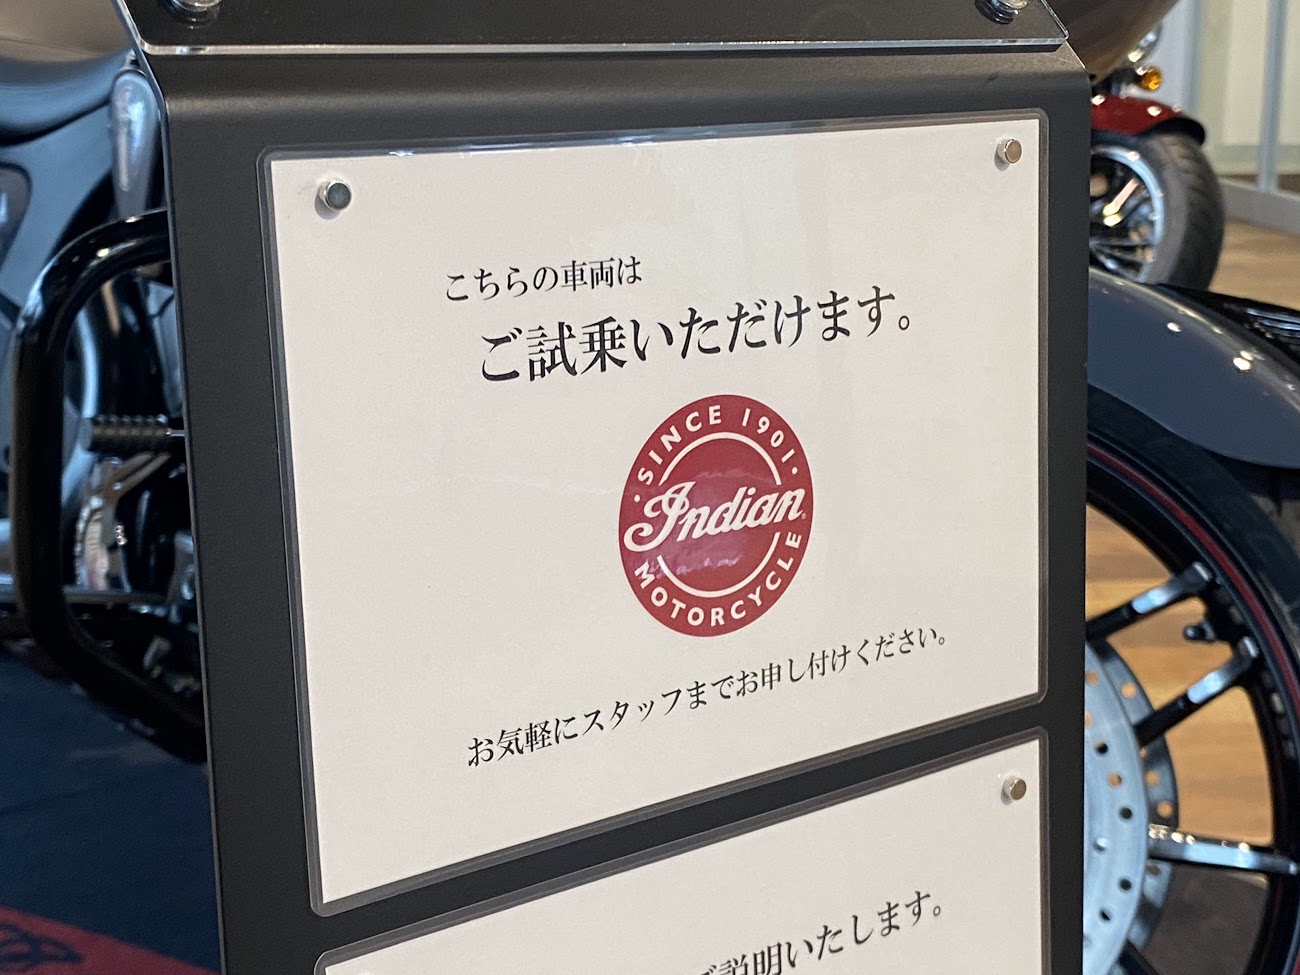 こちらの車両は
ご試乗いただけます。
SINCE 1901
Indian
MOTORCYCLE
お気軽にスタッフまでお申し付けください。
ご説明いたします。